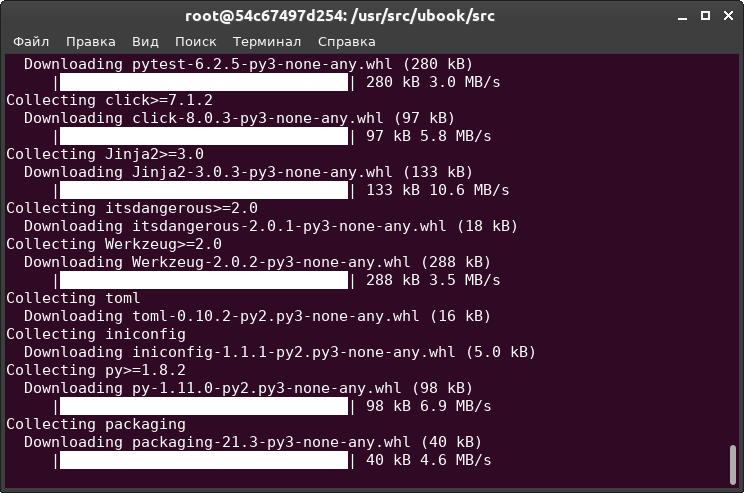 root@54c67497d254: /usr/src/ubook/src
Файл Правка Вид Поиск Терминал Справка
Downloading pytest-6.2.5-py3-none-any.whl (280 kB)
| | 280 kB 3.0 MB/s
Collecting click>=7.1.2
Downloading click-8.0.3-py3-none-any.whl (97 kB)
| | 97 kB 5.8 MB/s
Collecting Jinja2>=3.0
Downloading Jinja2-3.0.3-py3-none-any.whl (133 kB)
| | 133 kB 10.6 MB/s
Collecting itsdangerous>=2.0
Downloading itsdangerous-2.0.1-py3-none-any.whl (18 kB)
Collecting Werkzeug>=2.0
Downloading Werkzeug-2.0.2-py3-none-any.whl (288 kB)
| | 288 kB 3.5 MB/s
Collecting toml
Downloading toml-0.10.2-py2.py3-none-any.whl (16 kB)
Collecting iniconfig
Downloading iniconfig-1.1.1-py2.py3-none-any.whl (5.0 kB)
Collecting py>=1.8.2
Downloading py-1.11.0-py2.py3-none-any.whl (98 kB)
| | 98 kB 6.9 MB/s
Collecting packaging
Downloading packaging-21.3-py3-none-any.whl (40 kB)
| | 40 kB 4.6 MB/s